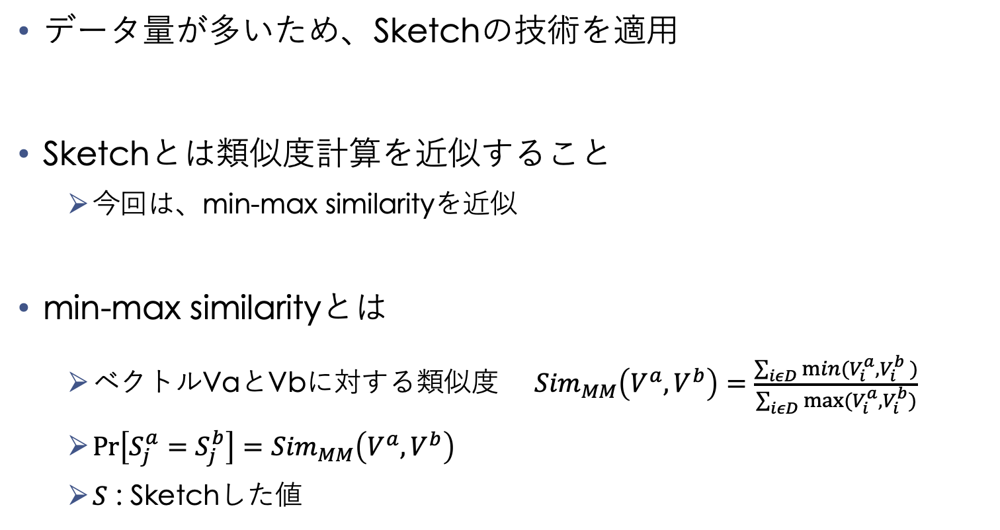 • データ量が多いため、Sketchの技術を適用
• Sketchとは類似度計算を近似すること
➢ 今回は、min-max similarityを近似
• min-max similarityとは
➢ ベクトルVaとVbに対する類似度 $Sim_{MM}(V^a, V^b) = \frac{\sum_{i \epsilon D} \min(V_i^a, V_i^b)}{\sum_{i \epsilon D} \max(V_i^a, V_i^b)}$
➢ $\Pr[S_j^a = S_j^b] = Sim_{MM}(V^a, V^b)$
➢ $S$ : Sketchした値